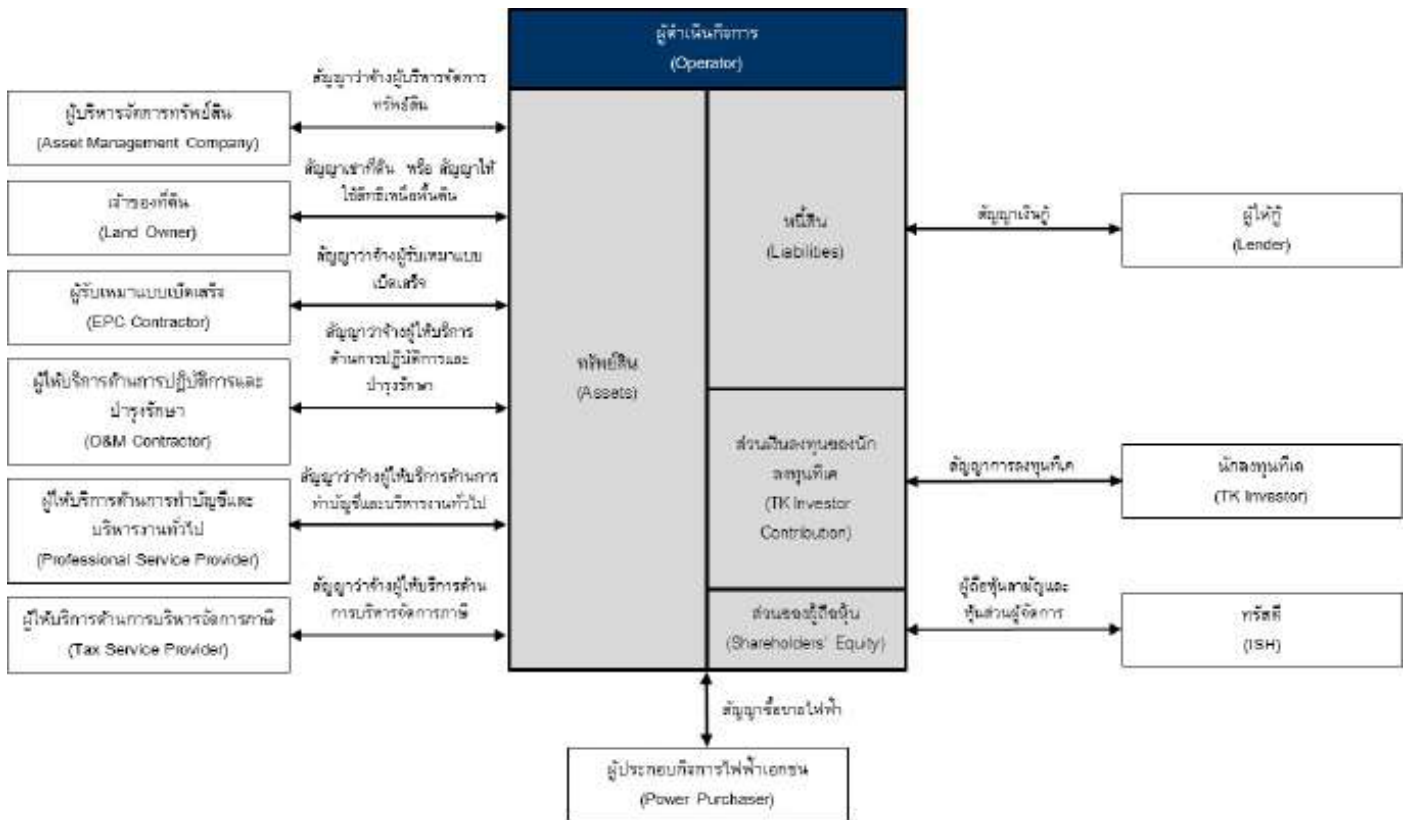 ผู้ดำเนินกิจการ
(Operator)
สัญญาว่าจ้างผู้บริหารจัดการ
ทรัพย์สิน
ผู้บริหารจัดการทรัพย์สิน
(Asset Management Company)
สัญญาเช่าที่ดิน หรือ สัญญาให้
ใช้สิทธิเหนือพื้นดิน
เจ้าของที่ดิน
(Land Owner)
สัญญาว่าจ้างผู้รับเหมาแบบ
เบ็ดเสร็จ
ผู้รับเหมาแบบเบ็ดเสร็จ
(EPC Contractor)
สัญญาว่าจ้างผู้ให้บริการ
ด้านการปฏิบัติการและ
บำรุงรักษา
ผู้ให้บริการด้านการปฏิบัติการและ
บำรุงรักษา
(O&M Contractor)
สัญญาว่าจ้างผู้ให้บริการด้านการ
ทำบัญชีและบริหารงานทั่วไป
ผู้ให้บริการด้านการทำบัญชีและ
บริหารงานทั่วไป
(Professional Service Provider)
สัญญาว่าจ้างผู้ให้บริการด้าน
การบริหารจัดการภาษี
ผู้ให้บริการด้านการบริหารจัดการภาษี
(Tax Service Provider)
ทรัพย์สิน
(Assets)
หนี้สิน
(Liabilities)
สัญญาเงินกู้
ผู้ให้กู้
(Lender)
ส่วนเงินลงทุนของนัก
ลงทุนทีเค
(TK Investor
Contribution)
สัญญาการลงทุนทีเค
นักลงทุนทีเค
(TK Investor)
ส่วนของผู้ถือหุ้น
(Shareholders' Equity)
ผู้ถือหุ้นสามัญและ
หุ้นส่วนผู้จัดการ
ทรัสตี
(ISH)
สัญญาซื้อขายไฟฟ้า
ผู้ประกอบกิจการไฟฟ้าเอกชน
(Power Purchaser)